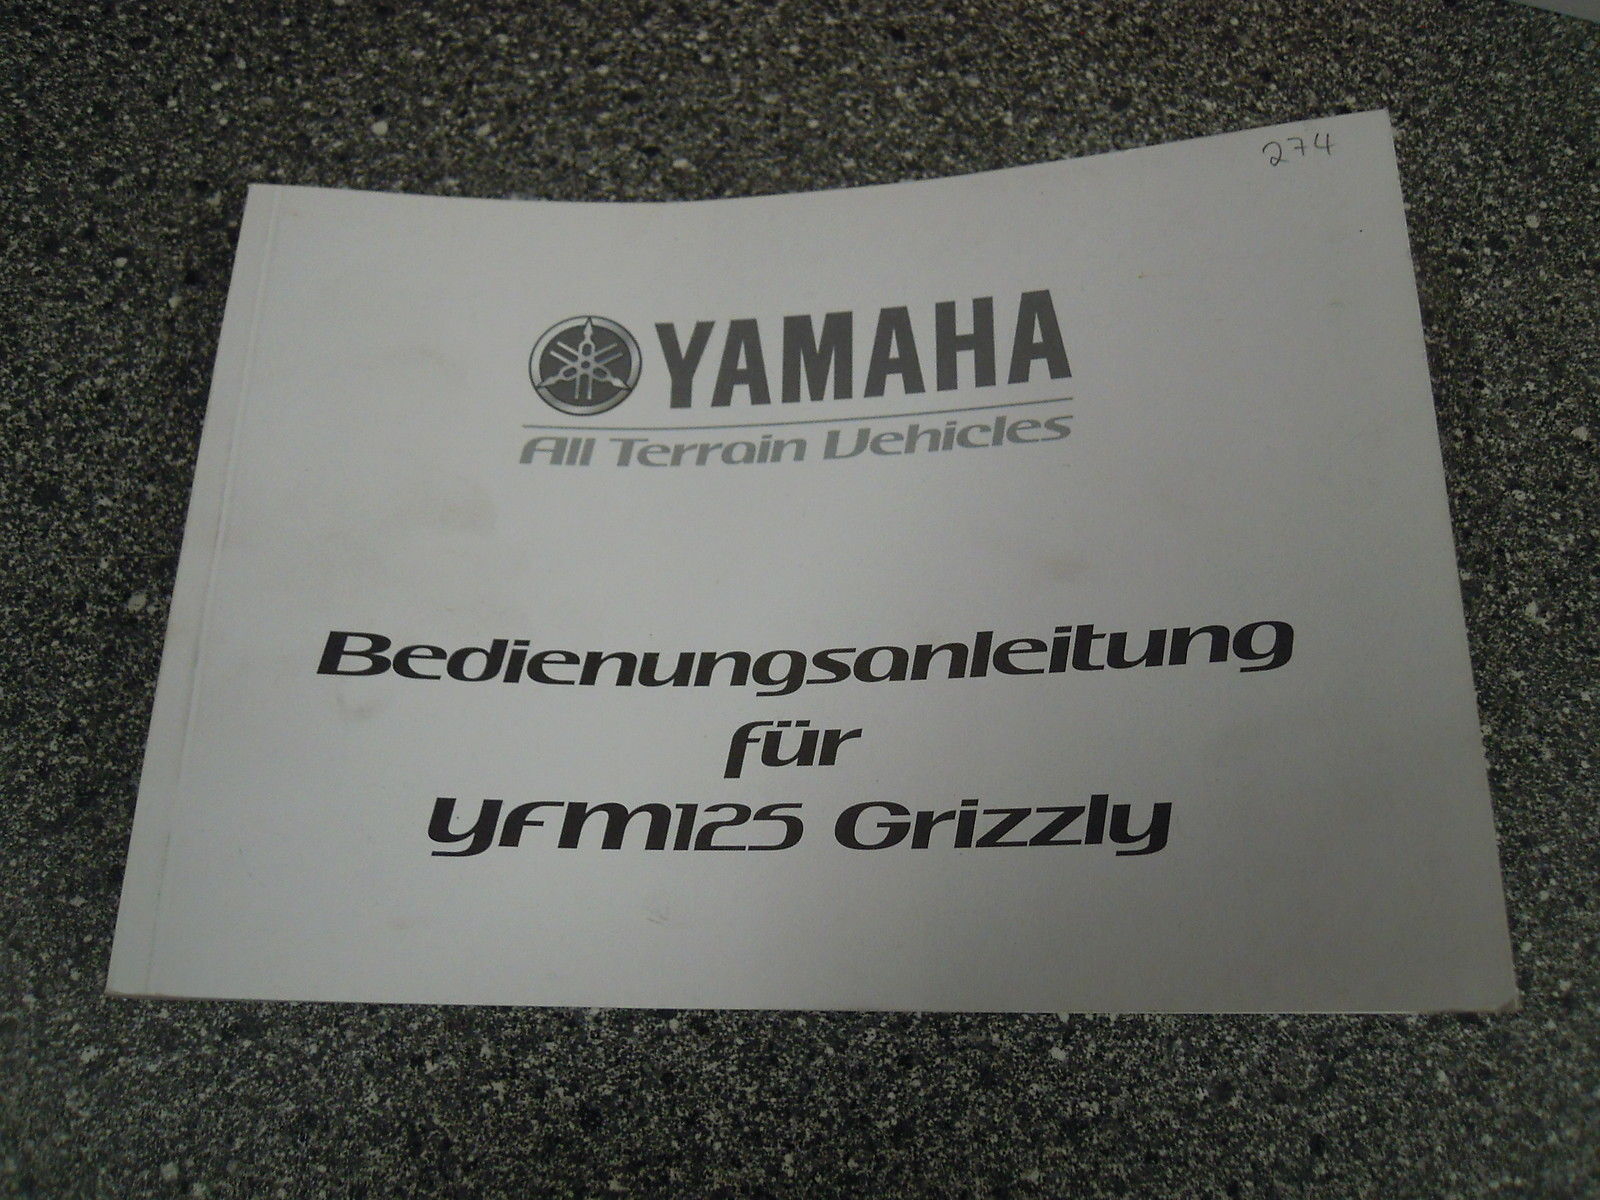 274
YAMAHA
All Terrain Vehicles
Bedienungsanleitung
für
YFM125 Grizzly